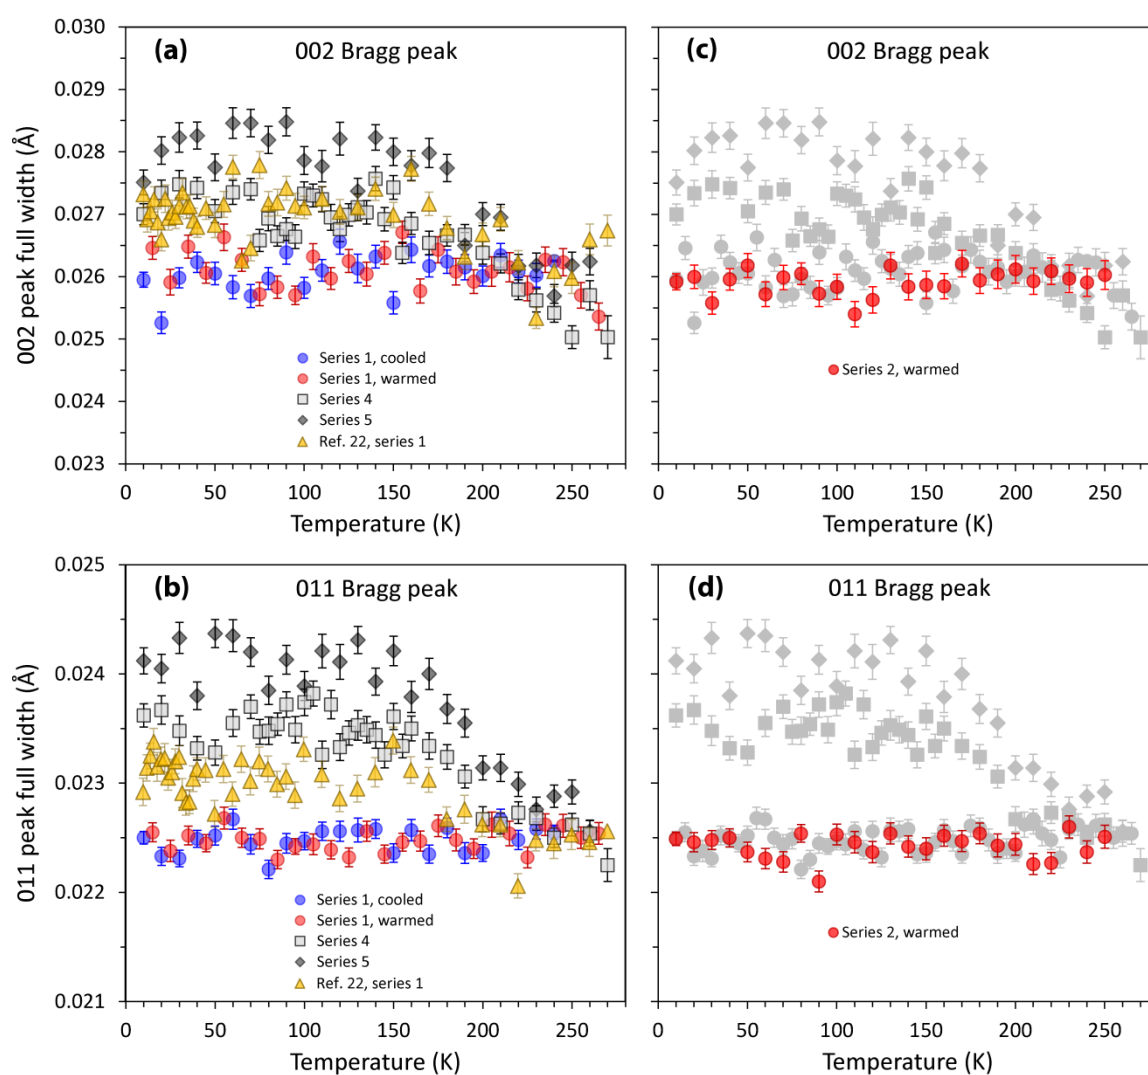 (a) 002 Bragg peak
0.030
0.029
0.028
0.027
0.026
0.025
0.024
0.023
002 peak full width (Å)
Series 1, cooled
Series 1, warmed
Series 4
Series 5
Ref. 22, series 1
0 50 100 150 200 250
Temperature (K)
(c) 002 Bragg peak
Series 2, warmed
0 50 100 150 200 250
Temperature (K)
(b) 011 Bragg peak
0.025
0.024
0.023
0.022
0.021
011 peak full width (Å)
Series 1, cooled
Series 1, warmed
Series 4
Series 5
Ref. 22, series 1
0 50 100 150 200 250
Temperature (K)
(d) 011 Bragg peak
Series 2, warmed
0 50 100 150 200 250
Temperature (K)